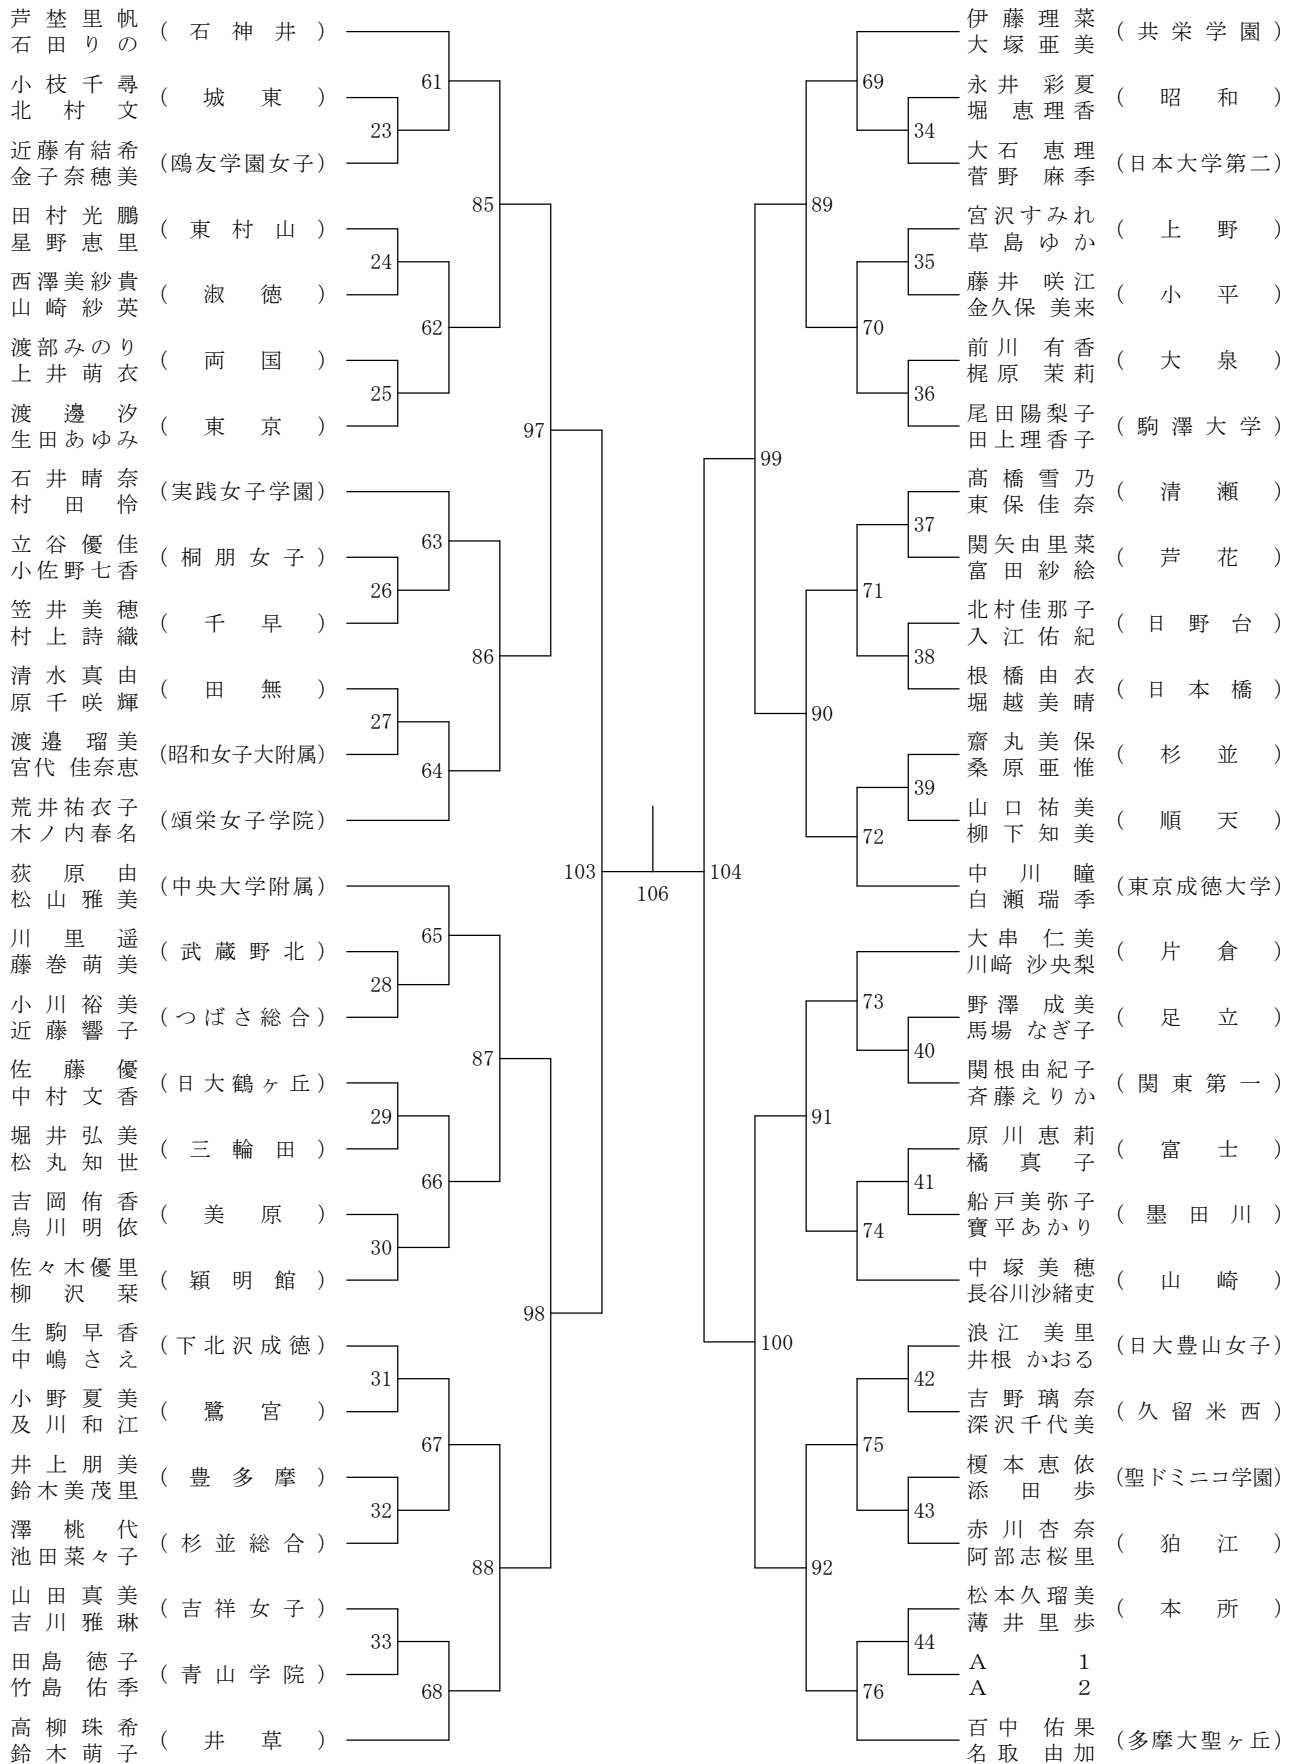 芦埜里帆
石田りの
(石神井)
小枝千尋
北村文
(城東)
近藤有結希
金子奈穂美
(鴎友学園女子)
田村光鵬
星野恵里
(東村山)
西澤美紗貴
山崎紗英
(淑徳)
渡部みのり
上井萌衣
(両国)
渡邊汐
生田あゆみ
(東京)
石井晴奈
村田怜
(実践女子学園)
立谷優佳
小佐野七香
(桐朋女子)
笠井美穂
村上詩織
(千早)
清水真由
原千咲輝
(田無)
渡邉瑠美
宮代佳奈恵
(昭和女子大附属)
荒井祐衣子
木ノ内春名
(頌栄女子学院)
荻原由
松山雅美
(中央大学附属)
川里遥
藤巻萌美
(武蔵野北)
小川裕美
近藤響子
(つばさ総合)
佐藤優
中村文香
(日大鶴ヶ丘)
堀井弘美
松丸知世
(三輪田)
吉岡侑香
烏川明依
(美原)
佐々木優里
柳沢栞
(穎明館)
生駒早香
中嶋さえ
(下北沢成徳)
小野夏美
及川和江
(鷺宮)
井上朋美
鈴木美茂里
(豊多摩)
澤桃代
池田菜々子
(杉並総合)
山田真美
吉川雅琳
(吉祥女子)
田島徳子
竹島佑季
(青山学院)
高柳珠希
鈴木萌子
(井草)
61
23
85
24
62
25
97
63
26
86
27
64
103
65
28
87
29
66
30
98
31
67
32
88
33
68
106
104
伊藤理菜
大塚亜美
(共栄学園)
永井彩夏
堀恵理香
(昭和)
大石恵理
菅野麻季
(日本大学第二)
宮沢すみれ
草島ゆか
(上野)
藤井咲江
金久保美来
(小平)
前川有香
梶原茉莉
(大泉)
尾田陽梨子
田上理香子
(駒澤大学)
髙橋雪乃
東保佳奈
(清瀬)
関矢由里菜
富田紗絵
(芦花)
北村佳那子
入江佑紀
(日野台)
根橋由衣
堀越美晴
(日本橋)
齋丸美保
桑原亜惟
(杉並)
山口祐美
柳下知美
(順天)
中川瞳
白瀬瑞季
(東京成徳大学)
大串仁美
川﨑沙央梨
(片倉)
野澤成美
馬場なぎ子
(足立)
関根由紀子
斉藤えりか
(関東第一)
原川恵莉
橘真子
(富士)
船戸美弥子
寶平あかり
(墨田川)
中塚美穂
長谷川沙緒吏
(山崎)
浪江美里
井根かおる
(日大豊山女子)
吉野璃奈
深沢千代美
(久留米西)
榎本恵依
添田歩
(聖ドミニコ学園)
赤川杏奈
阿部志桜里
(狛江)
松本久瑠美
薄井里歩
(本所)
A1
A2
百中佑果
名取由加
(多摩大聖ヶ丘)
69
34
89
35
70
36
99
37
71
38
90
39
72
73
40
91
41
74
100
42
75
43
92
44
76